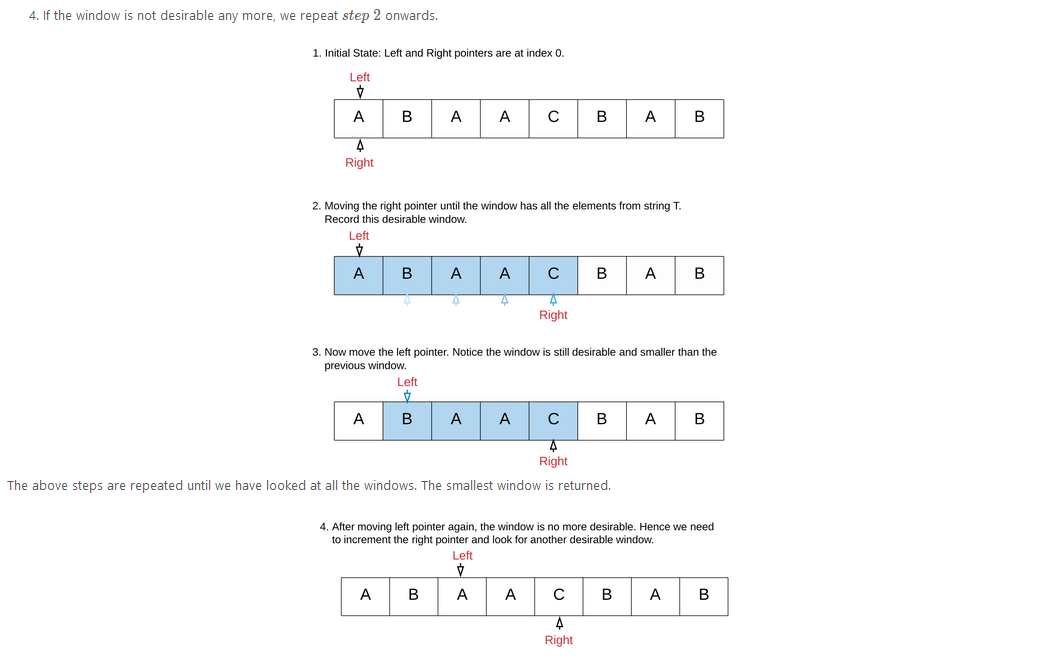 4. If the window is not desirable any more, we repeat step 2 onwards.
1. Initial State: Left and Right pointers are at index 0.
Left
A B A A C B A B
Right
2. Moving the right pointer until the window has all the elements from string T.
Record this desirable window.
Left
A B A A C B A B
Right
3. Now move the left pointer. Notice the window is still desirable and smaller than the
previous window.
Left
A B A A C B A B
Right
The above steps are repeated until we have looked at all the windows. The smallest window is returned.
4. After moving left pointer again, the window is no more desirable. Hence we need
to increment the right pointer and look for another desirable window.
Left
A B A A C B A B
Right